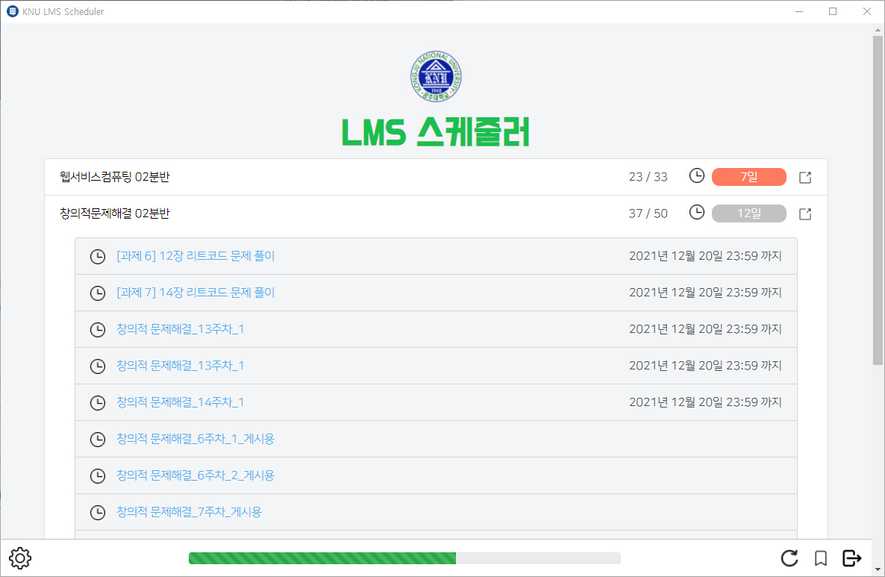 KNU LMS Scheduler
KONGJU NATIONAL UNIVERSITY
KNU
1948
공주대학교
LMS 스케줄러
웹서비스컴퓨팅 02분반 23 / 33 7일
창의적문제해결 02분반 37 / 50 12일
[과제 6] 12장 리트코드 문제 풀이 2021년 12월 20일 23:59 까지
[과제 7] 14장 리트코드 문제 풀이 2021년 12월 20일 23:59 까지
창의적 문제해결_13주차_1 2021년 12월 20일 23:59 까지
창의적 문제해결_13주차_1 2021년 12월 20일 23:59 까지
창의적 문제해결_14주차_1 2021년 12월 20일 23:59 까지
창의적 문제해결_6주차_1_게시용
창의적 문제해결_6주차_2_게시용
창의적 문제해결_7주차_게시용